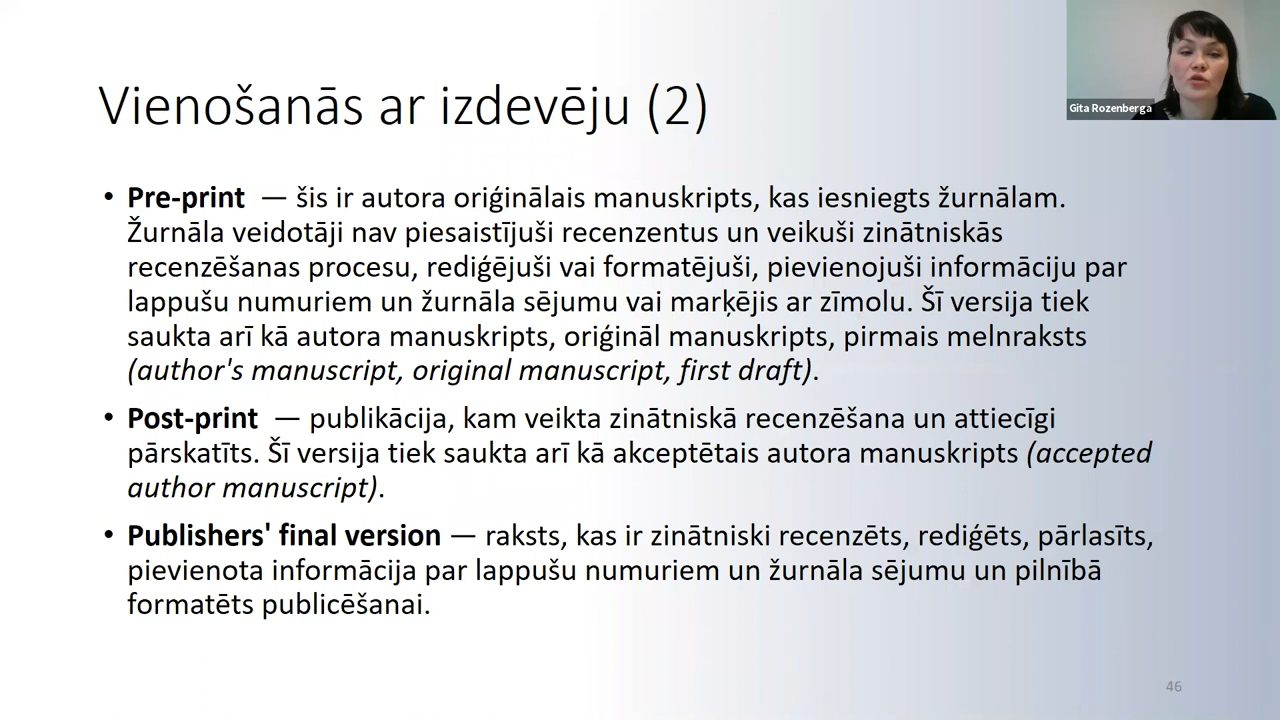 Vienošanās ar izdevēju (2)
Gita Rozenberga
• Pre-print — šis ir autora oriģinālais manuskripts, kas iesniegts žurnālam.
Žurnāla veidotāji nav piesaistījuši recenzentus un veikuši zinātniskās
recenzēšanas procesu, rediģējuši vai formatējuši, pievienojuši informāciju par
lappušu numuriem un žurnāla sējumu vai marķējis ar zīmolu. Šī versija tiek
saukta arī kā autora manuskripts, oriģināl manuskripts, pirmais melnraksts
(author's manuscript, original manuscript, first draft).
• Post-print — publikācija, kam veikta zinātniskā recenzēšana un attiecīgi
pārskatīts. Šī versija tiek saukta arī kā akceptētais autora manuskripts (accepted
author manuscript).
• Publishers' final version — raksts, kas ir zinātniski recenzēts, rediģēts, pārlasīts,
pievienota informācija par lappušu numuriem un žurnāla sējumu un pilnībā
formatēts publicēšanai.
46